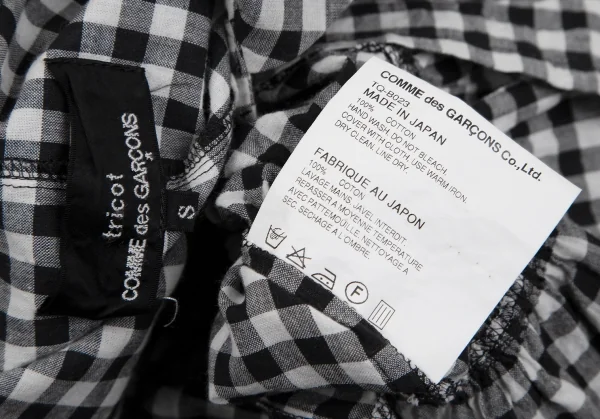 tricot
COMME des GARÇONS
S
COMME des GARÇONS Co., Ltd.
TQ-B023
MADE IN JAPAN
100% COTTON
HAND WASH. DO NOT BLEACH.
COVER WITH CLOTH, USE WARM IRON.
DRY CLEAN. LINE DRY.
FABRIQUE AU JAPON
100% COTON
LAVAGE MAINS, JAVEL INTERDIT.
REPASSER A MOYENNE TEMPERATURE
AVEC PATTEMOUILLE. NETTOYAGE A
SEC. SECHAGE A L'OMBRE.
F